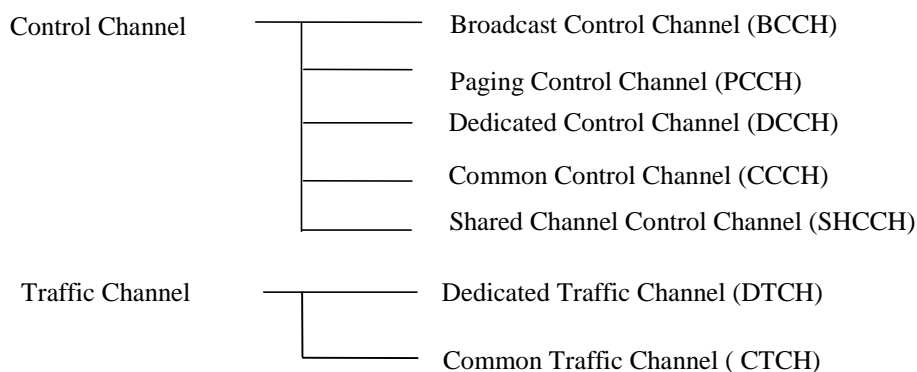 Control Channel
Broadcast Control Channel (BCCH)
Paging Control Channel (PCCH)
Dedicated Control Channel (DCCH)
Common Control Channel (CCCH)
Shared Channel Control Channel (SHCCH)
Traffic Channel
Dedicated Traffic Channel (DTCH)
Common Traffic Channel ( CTCH)